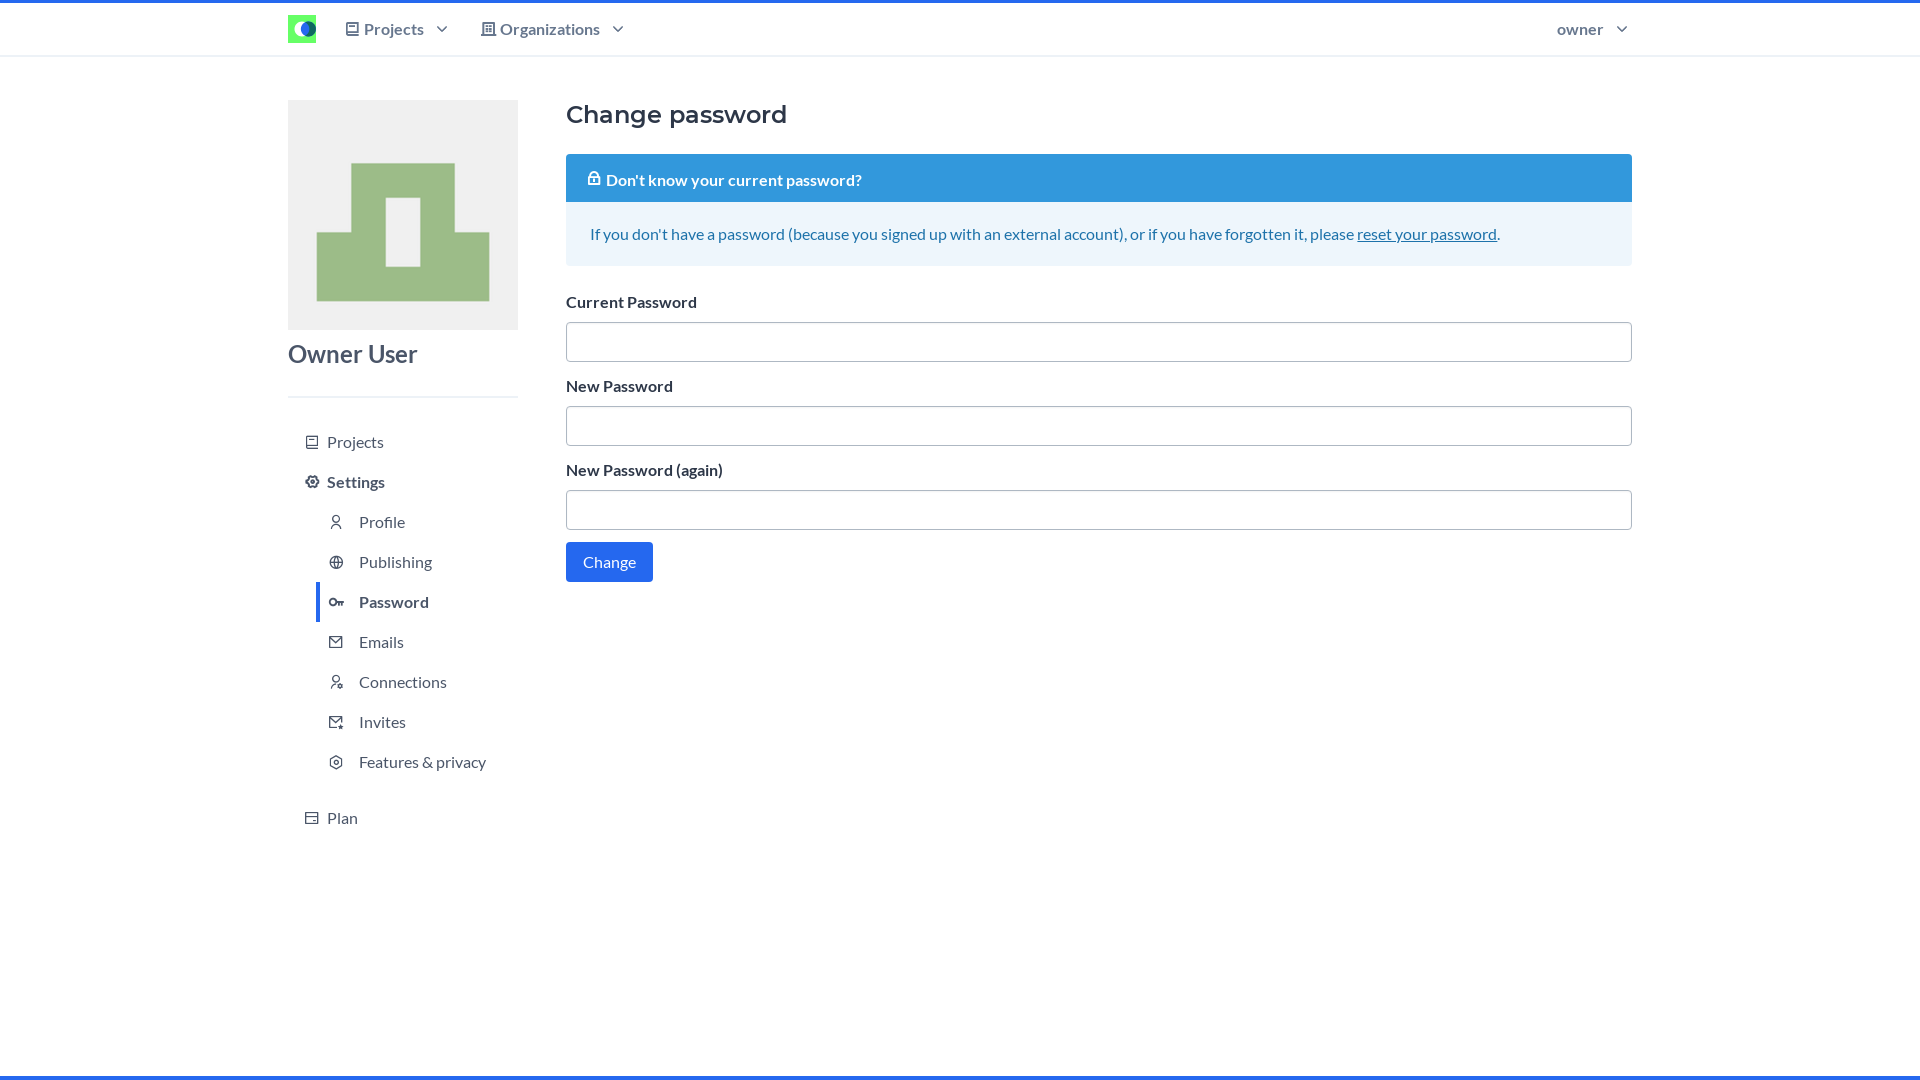 Projects
Organizations
owner
Owner User
Projects
Settings
Profile
Publishing
Password
Emails
Connections
Invites
Features & privacy
Plan
Change password
Don't know your current password?
If you don't have a password (because you signed up with an external account), or if you have forgotten it, please reset your password.
Current Password
New Password
New Password (again)
Change